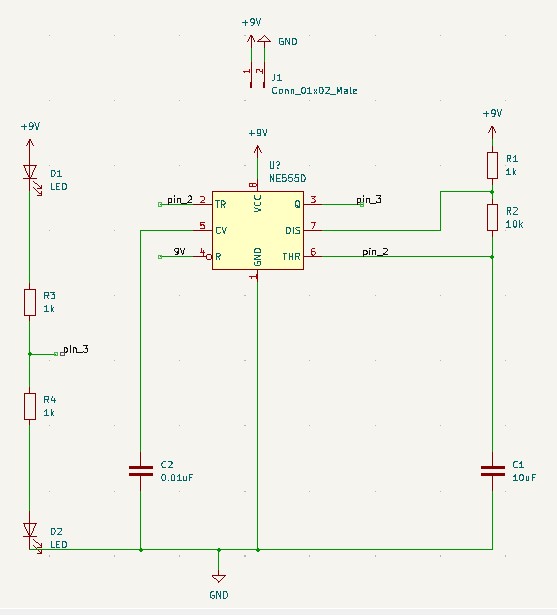 +9V
GND
1
2
J1
Conn_01x02_Male
+9V
D1
LED
+9V
U?
NE555D
+9V
R1
1k
R2
10k
8
VCC
pin_2
2
TR
Q
3
pin_3
5
CV
DIS
7
9V
4
R
GND
THR
6
pin_2
1
R3
1k
pin_3
R4
1k
C2
0.01uF
C1
10uF
D2
LED
GND